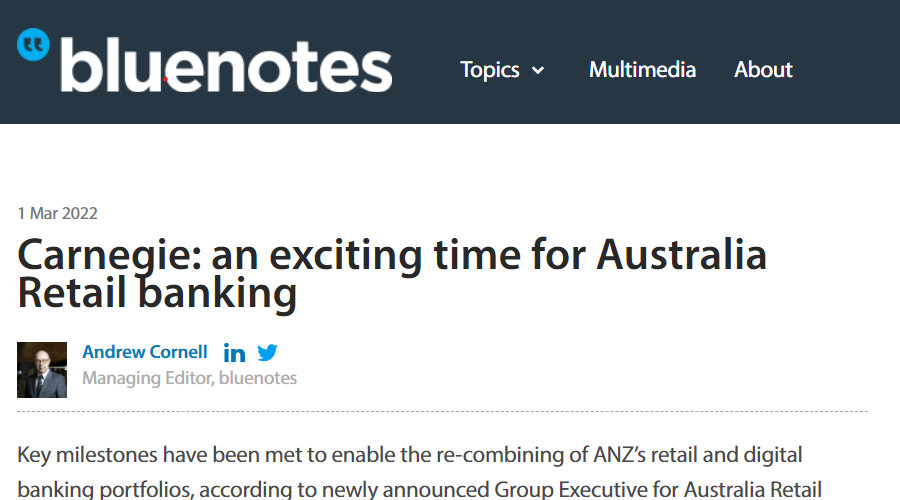 bluenotes
Topics Multimedia About
1 Mar 2022
Carnegie: an exciting time for Australia
Retail banking
Andrew Cornell in
Managing Editor, bluenotes
Key milestones have been met to enable the re-combining of ANZ’s retail and digital
banking portfolios, according to newly announced Group Executive for Australia Retail